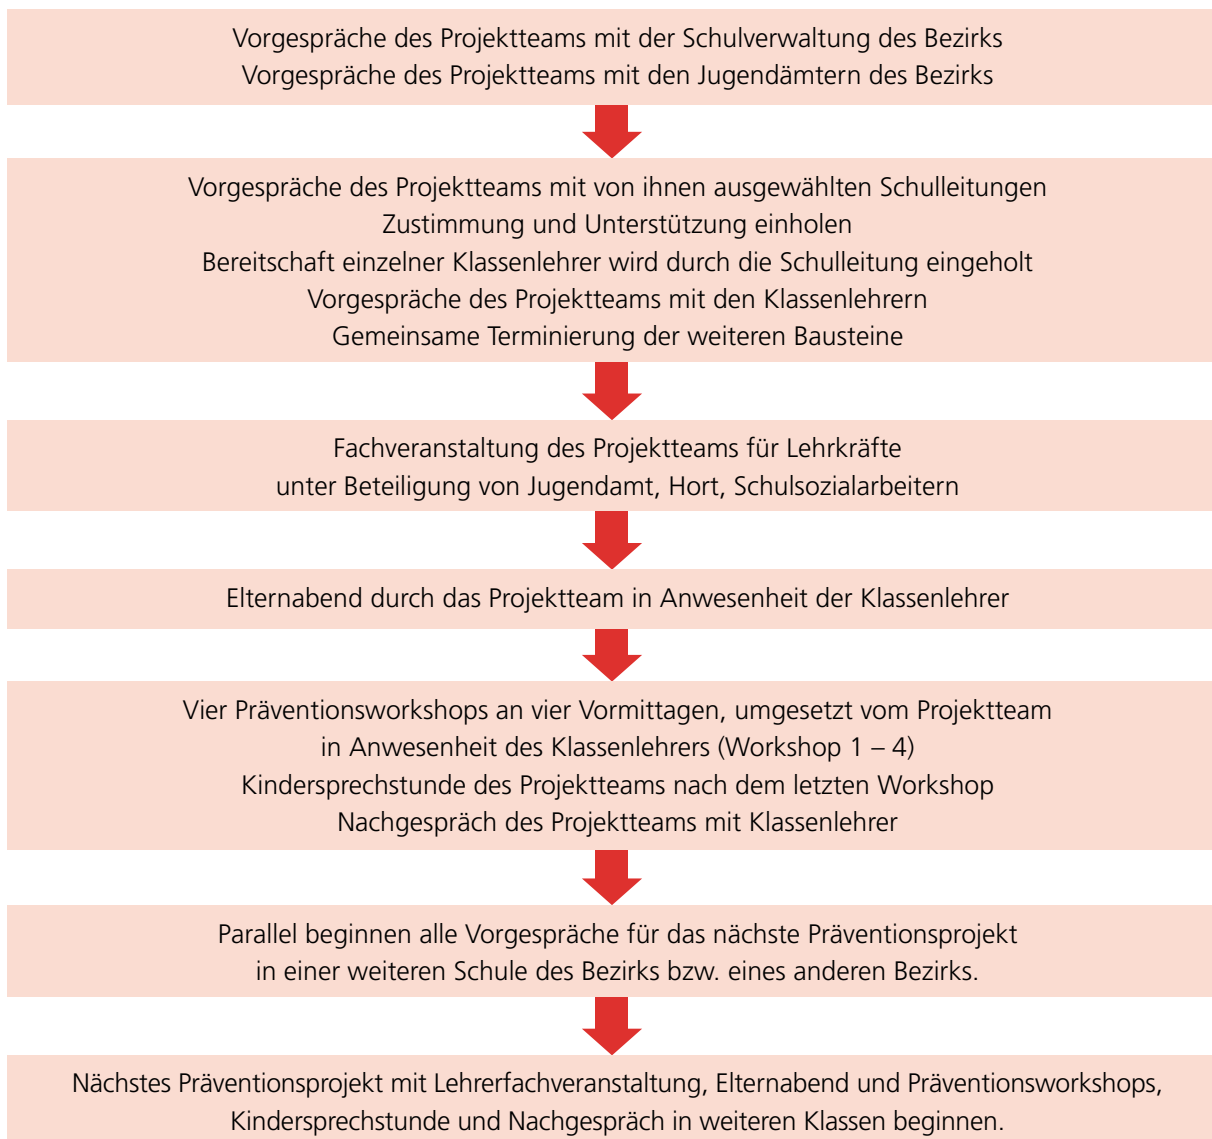 Vorgespräche des Projektteams mit der Schulverwaltung des Bezirks
Vorgespräche des Projektteams mit den Jugendämtern des Bezirks
Vorgespräche des Projektteams mit von ihnen ausgewählten Schulleitungen
Zustimmung und Unterstützung einholen
Bereitschaft einzelner Klassenlehrer wird durch die Schulleitung eingeholt
Vorgespräche des Projektteams mit den Klassenlehrern
Gemeinsame Terminierung der weiteren Bausteine
Fachveranstaltung des Projektteams für Lehrkräfte
unter Beteiligung von Jugendamt, Hort, Schulsozialarbeitern
Elternabend durch das Projektteam in Anwesenheit der Klassenlehrer
Vier Präventionsworkshops an vier Vormittagen, umgesetzt vom Projektteam
in Anwesenheit des Klassenlehrers (Workshop 1 – 4)
Kindersprechstunde des Projektteams nach dem letzten Workshop
Nachgespräch des Projektteams mit Klassenlehrer
Parallel beginnen alle Vorgespräche für das nächste Präventionsprojekt
in einer weiteren Schule des Bezirks bzw. eines anderen Bezirks.
Nächstes Präventionsprojekt mit Lehrerfachveranstaltung, Elternabend und Präventionsworkshops,
Kindersprechstunde und Nachgespräch in weiteren Klassen beginnen.